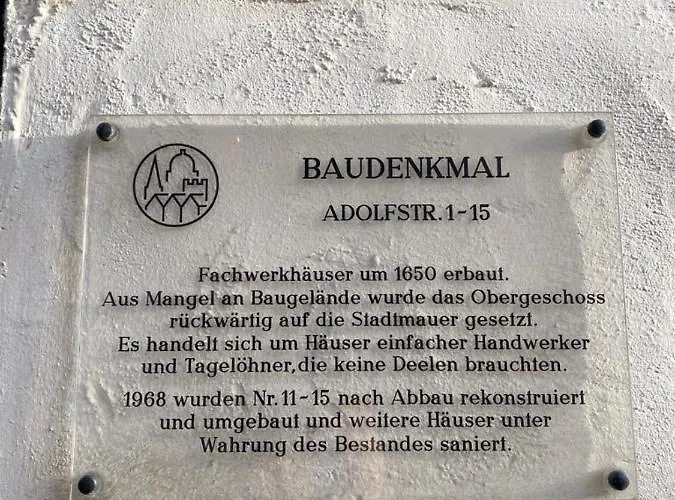 BAUDENKMAL
ADOLFSTR. 1-15
Fachwerkhäuser um 1650 erbaut.
Aus Mangel an Baugelände wurde das Obergeschoss
rückwärtig auf die Stadtmauer gesetzt.
Es handelt sich um Häuser einfacher Handwerker
und Tagelöhner, die keine Deelen brauchten.
1968 wurden Nr. 11-15 nach Abbau rekonstruiert
und umgebaut und weitere Häuser unter
Wahrung des Bestandes saniert.